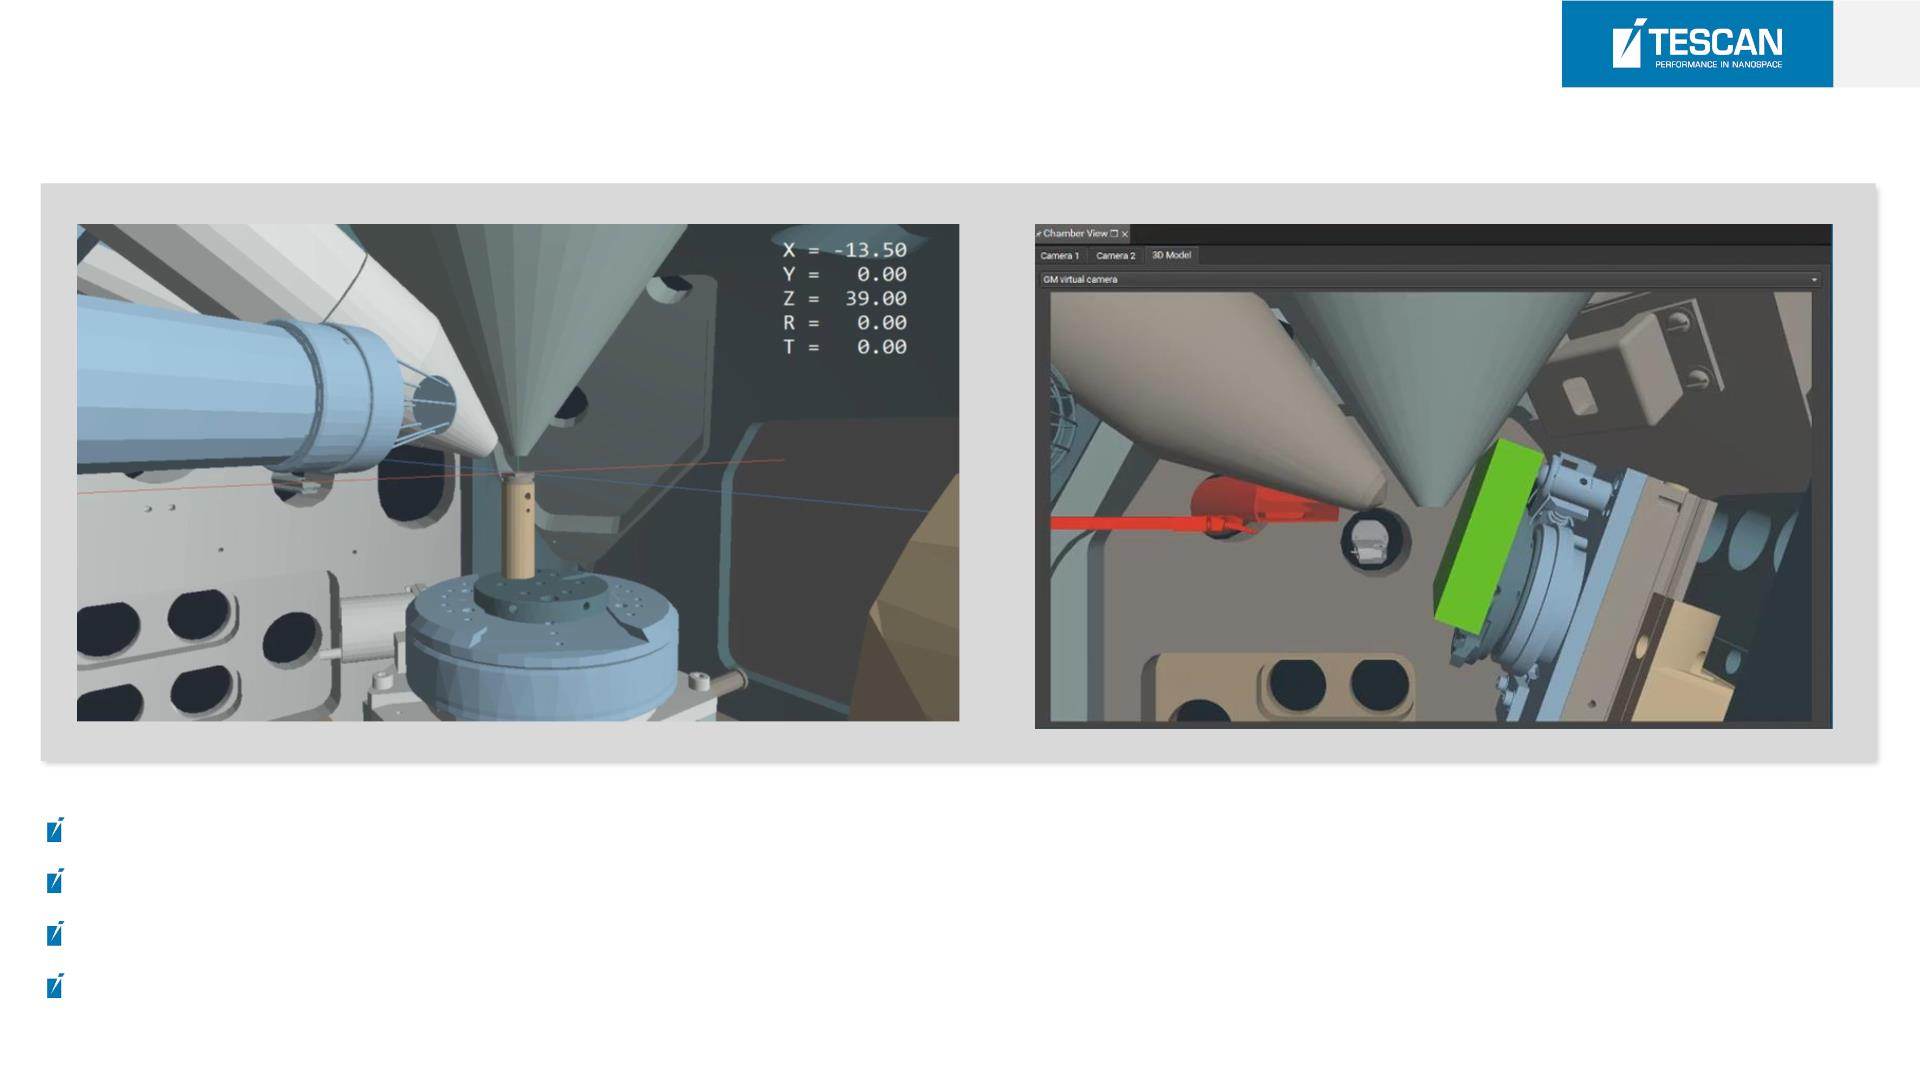 TESCAN
PERFORMANCE IN NANOSPACE
X = -13.50
Y = 0.00
Z = 39.00
R = 0.00
T = 0.00
Chamber View
Camera 1 Camera 2 3D Model
GM virtual camera